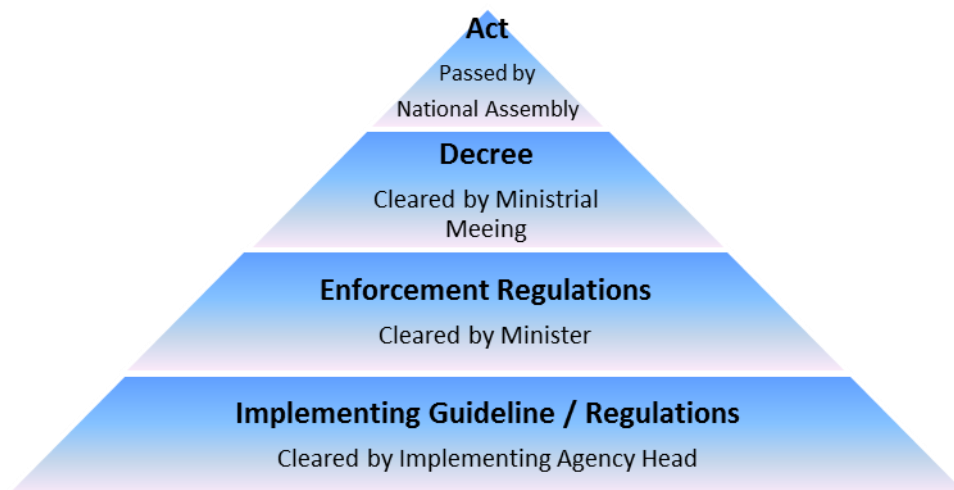 Act
Passed by
National Assembly
Decree
Cleared by Ministrial
Meeing
Enforcement Regulations
Cleared by Minister
Implementing Guideline / Regulations
Cleared by Implementing Agency Head